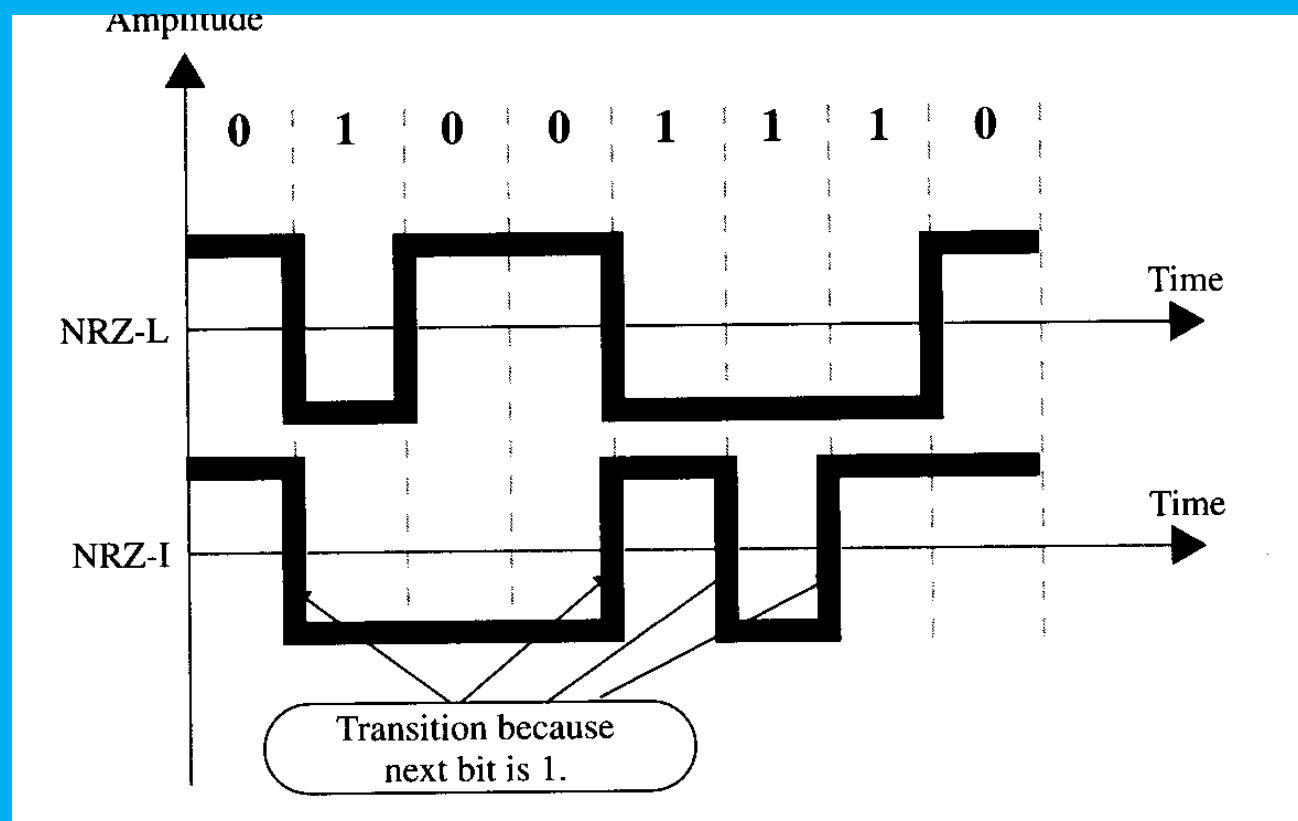 Amplitude
0 1 0 0 1 1 1 0
Time
NRZ-L
Time
NRZ-I
Transition because
next bit is 1.